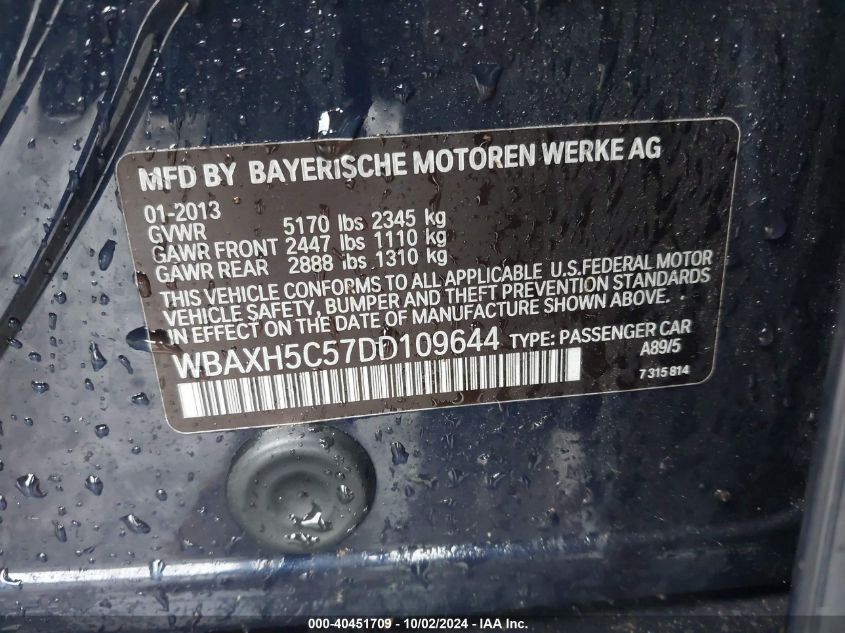 MFD BY BAYERISCHE MOTOREN WERKE AG
01-2013
GVWR 5170 lbs 2345 kg
GAWR FRONT 2447 lbs 1110 kg
GAWR REAR 2888 lbs 1310 kg
THIS VEHICLE CONFORMS TO ALL APPLICABLE U.S.FEDERAL MOTOR
VEHICLE SAFETY, BUMPER AND THEFT PREVENTION STANDARDS
IN EFFECT ON THE DATE OF MANUFACTURE SHOWN ABOVE.
WBAXH5C57DD109644 TYPE: PASSENGER CAR
A89/5
7 315 814
000-40451709 - 10/02/2024 - IAA Inc.